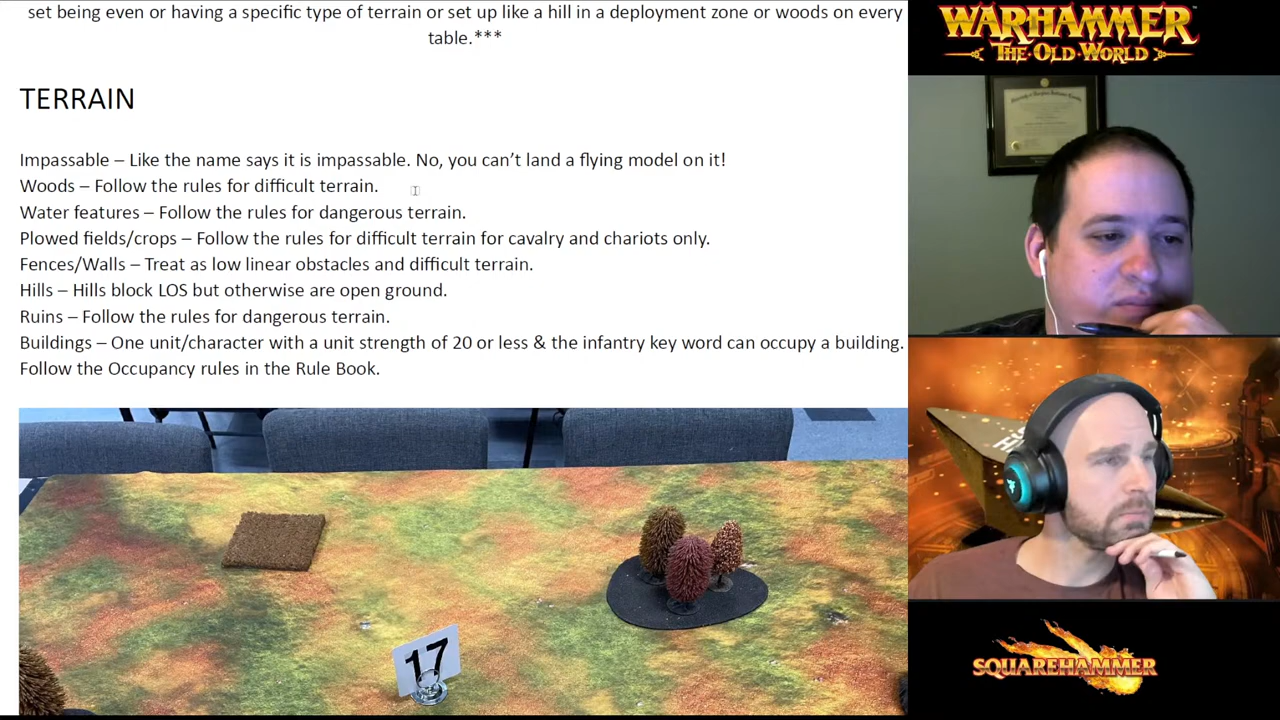 set being even or having a specific type of terrain or set up like a hill in a deployment zone or woods on every
table.***
WARHAMMER
THE OLD WORLD
TERRAIN
Impassable – Like the name says it is impassable. No, you can’t land a flying model on it!
Woods – Follow the rules for difficult terrain.
Water features – Follow the rules for dangerous terrain.
Plowed fields/crops – Follow the rules for difficult terrain for cavalry and chariots only.
Fences/Walls – Treat as low linear obstacles and difficult terrain.
Hills – Hills block LOS but otherwise are open ground.
Ruins – Follow the rules for dangerous terrain.
Buildings – One unit/character with a unit strength of 20 or less & the infantry key word can occupy a building.
Follow the Occupancy rules in the Rule Book.
17
SQUAREHAMMER